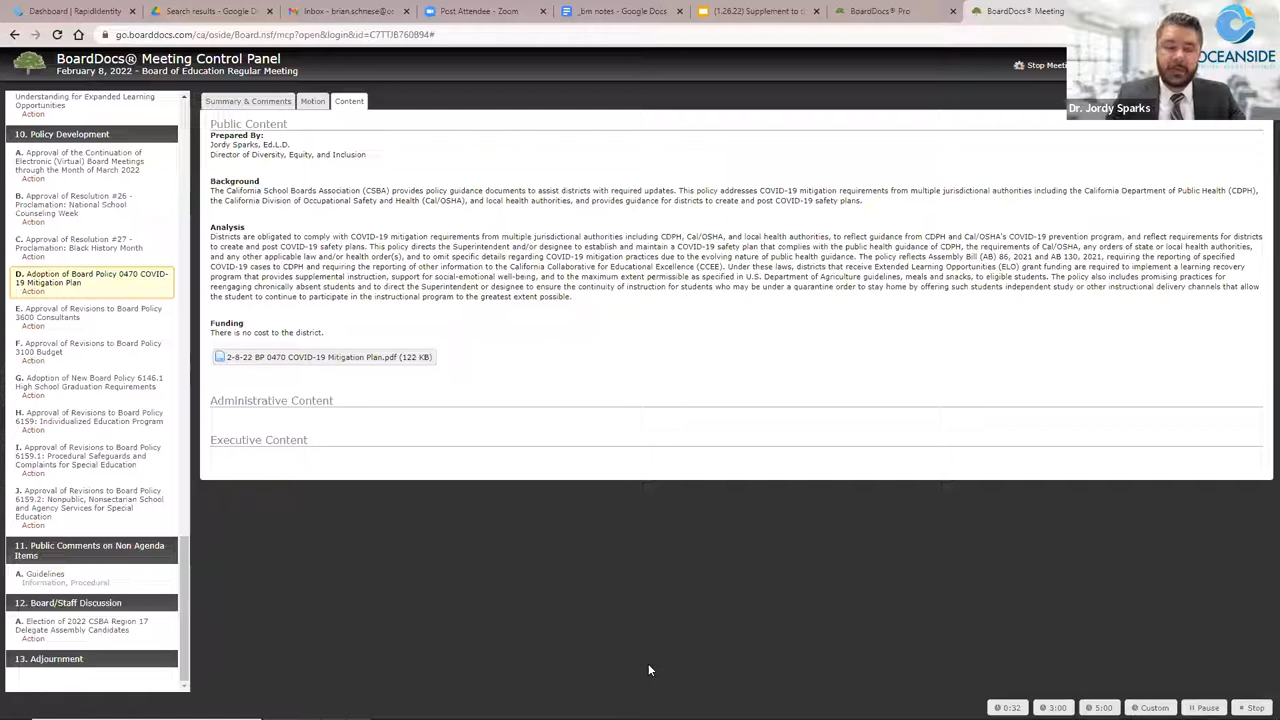 Dashboard | RapidIdentity
Search results - Google Drive
Inbox - brian.schnese@oc
Post Attendee - Zoom
_bm notes - Google Docs
(1.26.22) Supplement to t
BoardDocs® Pro
BoardDocs® Meeting
go.boarddocs.com/ca/oside/Board.nsf/mcp?open&login&id=C7TTJB760B94#
BoardDocs® Meeting Control Panel
February 8, 2022 - Board of Education Regular Meeting
Stop Meeti
OCEANSIDE
Dr. Jordy Sparks
Understanding for Expanded Learning
Opportunities
Action
10. Policy Development
A. Approval of the Continuation of
Electronic (Virtual) Board Meetings
through the Month of March 2022
Action
B. Approval of Resolution #26 -
Proclamation: National School
Counseling Week
Action
C. Approval of Resolution #27 -
Proclamation: Black History Month
Action
D. Adoption of Board Policy 0470 COVID-
19 Mitigation Plan
Action
E. Approval of Revisions to Board Policy
3600 Consultants
Action
F. Approval of Revisions to Board Policy
3100 Budget
Action
G. Adoption of New Board Policy 6146.1
High School Graduation Requirements
Action
H. Approval of Revisions to Board Policy
6159: Individualized Education Program
Action
I. Approval of Revisions to Board Policy
6159.1: Procedural Safeguards and
Complaints for Special Education
Action
J. Approval of Revisions to Board Policy
6159.2: Nonpublic, Nonsectarian School
and Agency Services for Special
Education
Action
11. Public Comments on Non Agenda
Items
A. Guidelines
Information, Procedural
12. Board/Staff Discussion
A. Election of 2022 CSBA Region 17
Delegate Assembly Candidates
Action
13. Adjournment
Summary & Comments
Motion
Content
Public Content
Prepared By:
Jordy Sparks, Ed.L.D.
Director of Diversity, Equity, and Inclusion
Background
The California School Boards Association (CSBA) provides policy guidance documents to assist districts with required updates. This policy addresses COVID-19 mitigation requirements from multiple jurisdictional authorities including the California Department of Public Health (CDPH),
the California Division of Occupational Safety and Health (Cal/OSHA), and local health authorities, and provides guidance for districts to create and post COVID-19 safety plans.
Analysis
Districts are obligated to comply with COVID-19 mitigation requirements from multiple jurisdictional authorities including CDPH, Cal/OSHA, and local health authorities, to reflect guidance from CDPH and Cal/OSHA's COVID-19 prevention program, and reflect requirements for districts
to create and post COVID-19 safety plans. This policy directs the Superintendent and/or designee to establish and maintain a COVID-19 safety plan that complies with the public health guidance of CDPH, the requirements of Cal/OSHA, any orders of state or local health authorities,
and any other applicable law and/or health order(s), and to omit specific details regarding COVID-19 mitigation practices due to the evolving nature of public health guidance. The policy reflects Assembly Bill (AB) 86, 2021 and AB 130, 2021, requiring the reporting of specified
COVID-19 cases to CDPH and requiring the reporting of other information to the California Collaborative for Educational Excellence (CCEE). Under these laws, districts that receive Extended Learning Opportunities (ELO) grant funding are required to implement a learning recovery
program that provides supplemental instruction, support for social-emotional well-being, and to the maximum extent permissible as specified in U.S. Department of Agriculture guidelines, meals and snacks, to eligible students. The policy also includes promising practices for
reengaging chronically absent students and to direct the Superintendent or designee to ensure the continuity of instruction for students who may be under a quarantine order to stay home by offering such students independent study or other instructional delivery channels that allow
the student to continue to participate in the instructional program to the greatest extent possible.
Funding
There is no cost to the district.
2-8-22 BP 0470 COVID-19 Mitigation Plan.pdf (122 KB)
Administrative Content
Executive Content
0:32
3:00
5:00
Custom
Pause
Stop